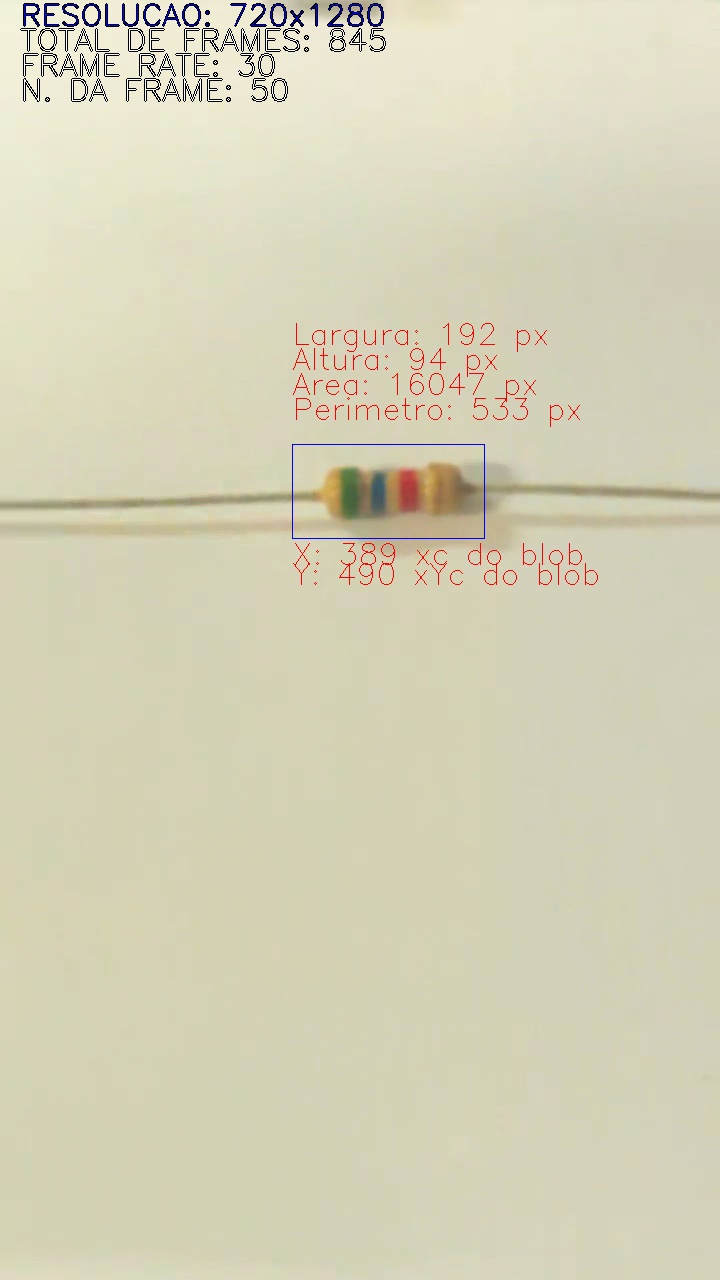 RESOLUCAO: 720x1280
TOTAL DE FRAMES: 845
FRAME RATE: 30
N. DA FRAME: 50
Largura: 192 px
Altura: 94 px
Area: 16047 px
Perimetro: 533 px
X: 389 xc do blob
Y: 490 xYc do blob